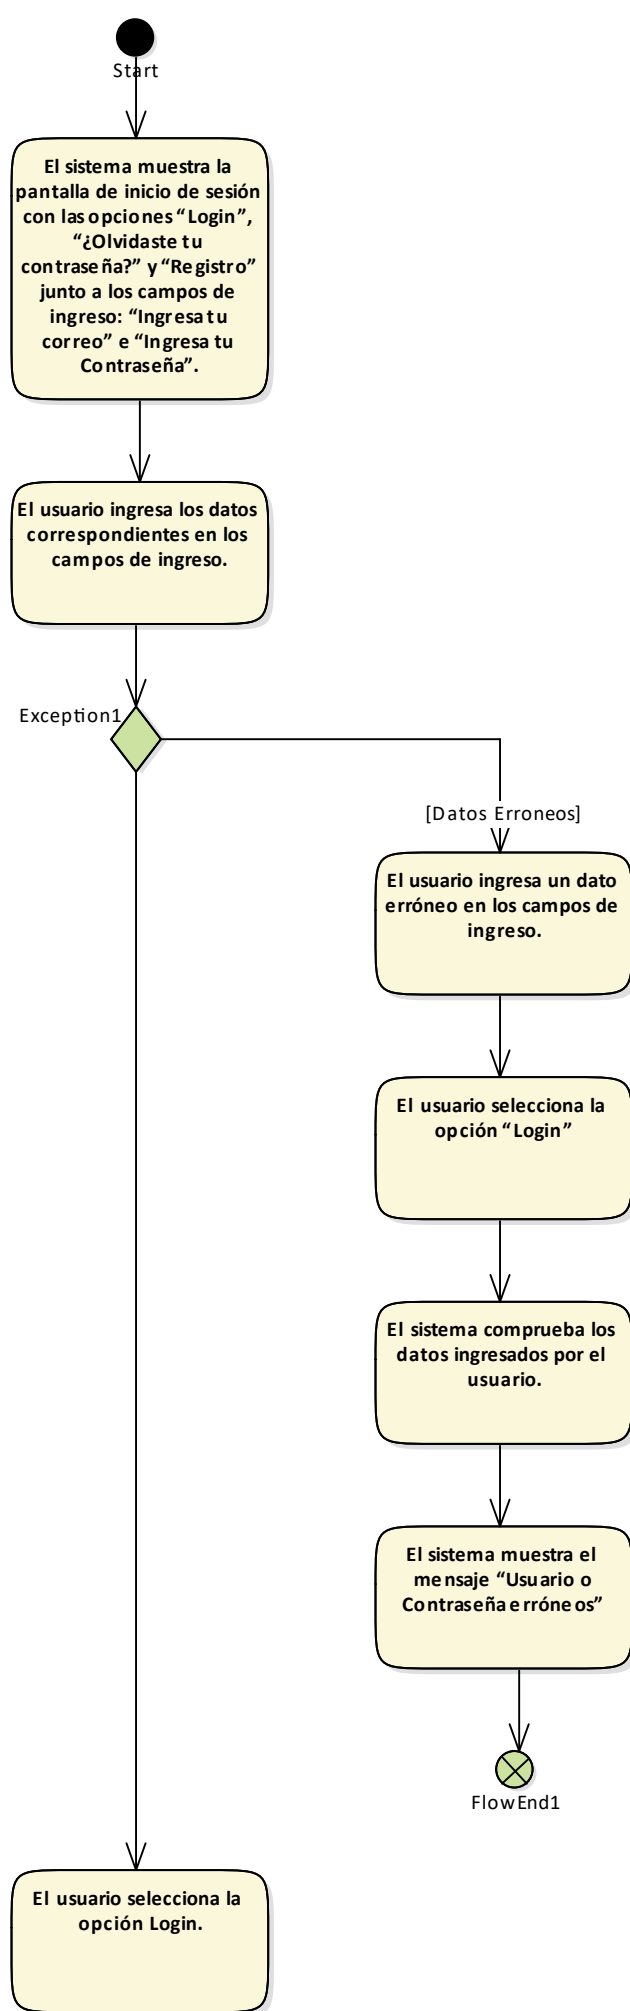 Start
El sistema muestra la
pantalla de inicio de sesión
con las opciones “Login”,
“¿Olvidaste tu
contraseña?” y “Registro”
junto a los campos de
ingreso: “Ingresa tu
correo” e “Ingresa tu
Contraseña”.
El usuario ingresa los datos
correspondientes en los
campos de ingreso.
Exception1
[Datos Erroneos]
El usuario ingresa un dato
erróneo en los campos de
ingreso.
El usuario selecciona la
opción “Login”
El sistema comprueba los
datos ingresados por el
usuario.
El sistema muestra el
mensaje “Usuario o
Contraseña erróneos”
FlowEnd1
El usuario selecciona la
opción Login.